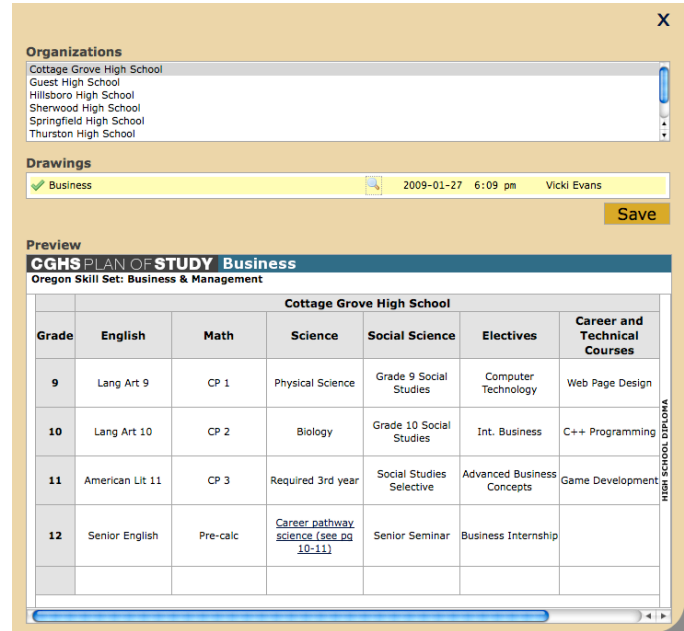 X
Organizations
Cottage Grove High School
Guest High School
Hillsboro High School
Sherwood High School
Springfield High School
Thurston High School
Drawings
Business 2009-01-27 6:09 pm Vicki Evans
Save
Preview
CGHS PLAN OF STUDY Business
Oregon Skill Set: Business & Management
Cottage Grove High School
Grade English Math Science Social Science Electives Career and Technical Courses
9 Lang Art 9 CP 1 Physical Science Grade 9 Social Studies Computer Technology Web Page Design
10 Lang Art 10 CP 2 Biology Grade 10 Social Studies Int. Business C++ Programming
11 American Lit 11 CP 3 Required 3rd year Social Studies Selective Advanced Business Concepts Game Development
12 Senior English Pre-calc Career pathway science (see pg 10-11) Senior Seminar Business Internship
HIGH SCHOOL DIPLOMA